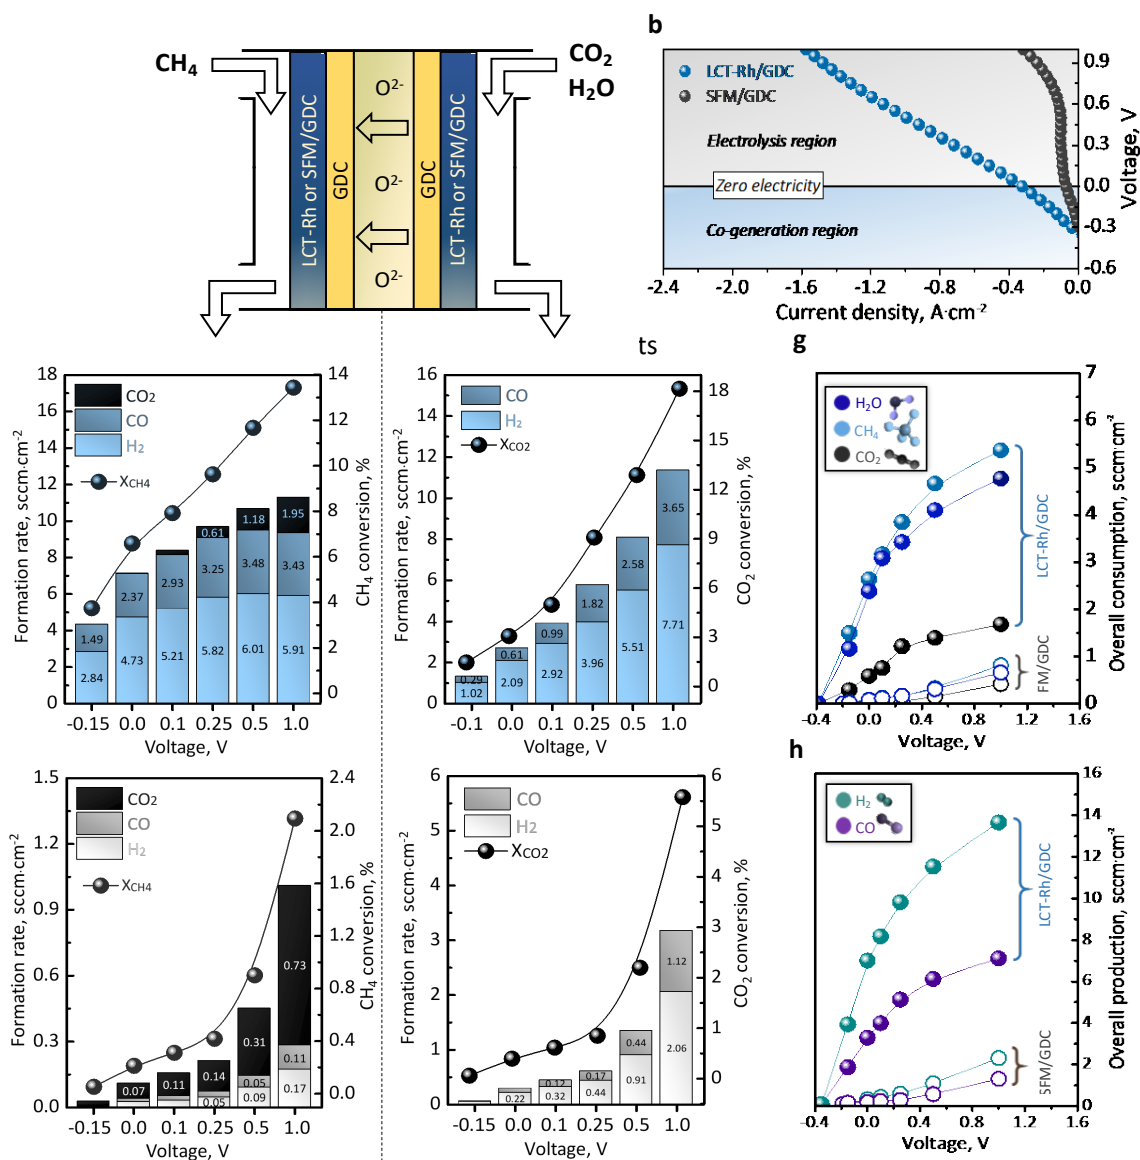 CH4
CO2
H2O
LCT-Rh or SFM/GDC
GDC
O2-
O2-
O2-
GDC
LCT-Rh or SFM/GDC
b
LCT-Rh/GDC
SFM/GDC
Electrolysis region
Zero electricity
Co-generation region
0.9
0.6
0.3
0.0
-0.3
-0.6
Voltage, V
-2.4 -2.0 -1.6 -1.2 -0.8 -0.4 0.0
Current density, A·cm-2
ts
18
16
14
12
10
8
6
4
2
0
Formation rate, sccm·cm-2
CO2
CO
H2
XCH4
1.49
2.84
2.37
4.73
2.93
5.21
0.61
3.25
5.82
1.18
3.48
6.01
1.95
3.43
5.91
14
12
10
8
6
4
2
0
CH4 conversion, %
-0.15 0.0 0.1 0.25 0.5 1.0
Voltage, V
16
14
12
10
8
6
4
2
0
Formation rate, sccm·cm-2
CO
H2
XCO2
0.29
1.02
0.61
2.09
0.99
2.92
1.82
3.96
2.58
5.51
3.65
7.71
18
15
12
9
6
3
0
CO2 conversion, %
-0.1 0.0 0.1 0.25 0.5 1.0
Voltage, V
g
H2O
CH4
CO2
LCT-Rh/GDC
FM/GDC
7
6
5
4
3
2
1
0
Overall consumption, sccm·cm-2
-0.4 0.0 0.4 0.8 1.2 1.6
Voltage, V
1.5
1.2
0.9
0.6
0.3
0.0
Formation rate, sccm·cm-2
CO2
CO
H2
XCH4
0.07
0.11
0.14
0.05
0.31
0.05
0.09
0.73
0.11
0.17
2.4
2.0
1.6
1.2
0.8
0.4
0.0
CH4 conversion, %
-0.15 0.0 0.1 0.25 0.5 1.0
Voltage, V
6
5
4
3
2
1
0
Formation rate, sccm·cm-2
CO
H2
XCO2
0.22
0.12
0.32
0.17
0.44
0.44
0.91
1.12
2.06
6
5
4
3
2
1
0
CO2 conversion, %
-0.15 0.0 0.1 0.25 0.5 1.0
Voltage, V
h
H2
CO
LCT-Rh/GDC
SFM/GDC
16
14
12
10
8
6
4
2
0
Overall production, sccm·cm-2
-0.4 0.0 0.4 0.8 1.2 1.6
Voltage, V